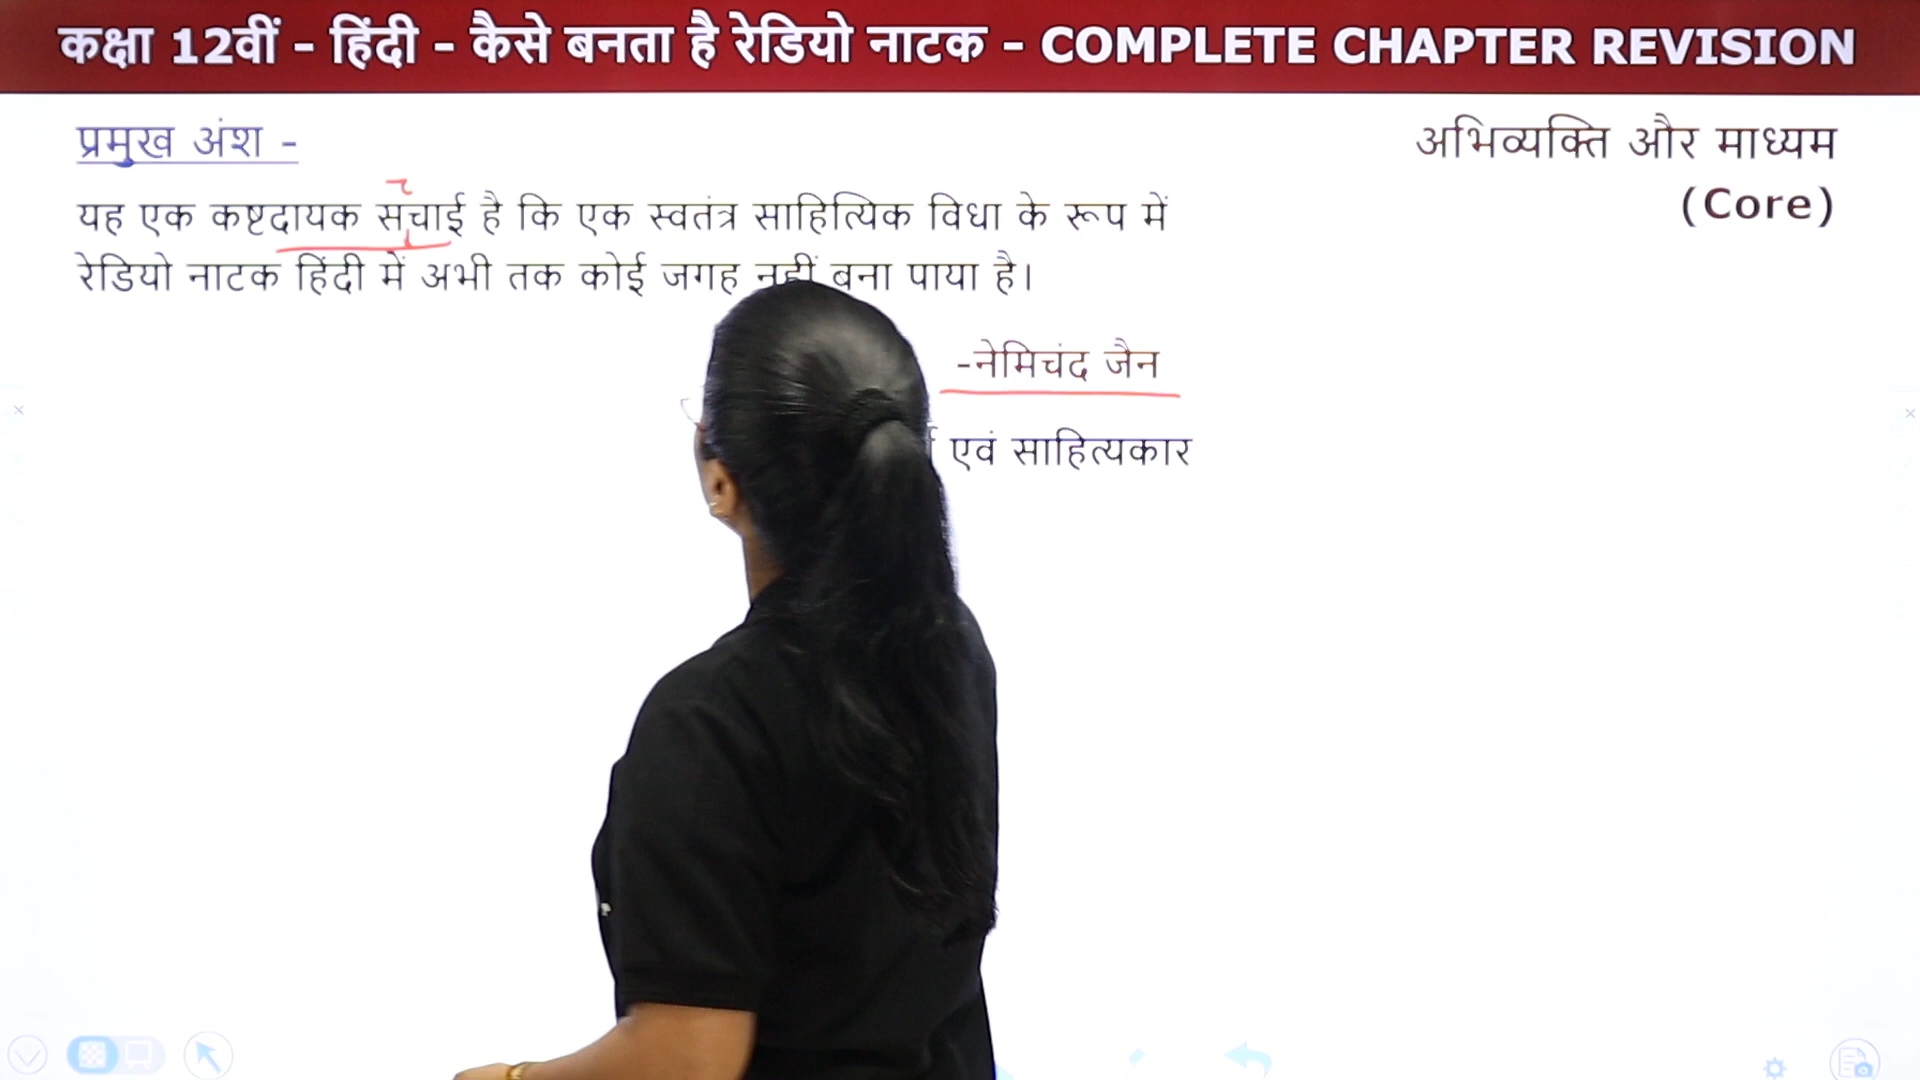 कक्षा 12वीं - हिंदी - कैसे बनता है रेडियो नाटक - COMPLETE CHAPTER REVISION
प्रमुख अंश -
अभिव्यक्ति और माध्यम
(Core)
यह एक कष्टदायक सचाई है कि एक स्वतंत्र साहित्यिक विधा के रूप में
रेडियो नाटक हिंदी में अभी तक कोई जगह नहीं बना पाया है।
-नेमिचंद जैन
एवं साहित्यकार